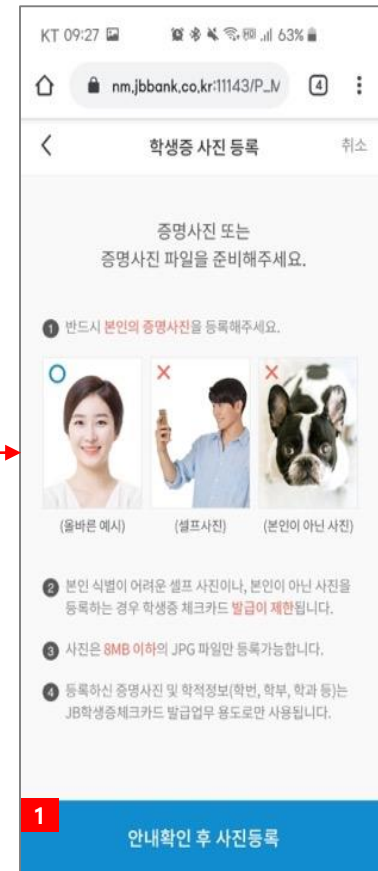 KT 09:27 63%
nm.jbbank.co.kr:11143/P_M 4
학생증 사진 등록 취소
증명사진 또는
증명사진 파일을 준비해주세요.
1 반드시 본인의 증명사진을 등록해주세요.
(올바른 예시) (셀프사진) (본인이 아닌 사진)
2 본인 식별이 어려운 셀프 사진이나, 본인이 아닌 사진을
등록하는 경우 학생증 체크카드 발급이 제한됩니다.
3 사진은 8MB 이하의 JPG 파일만 등록가능합니다.
4 등록하신 증명사진 및 학적정보(학번, 학부, 학과 등)는
JB학생증체크카드 발급업무 용도로만 사용됩니다.
1
안내확인 후 사진등록